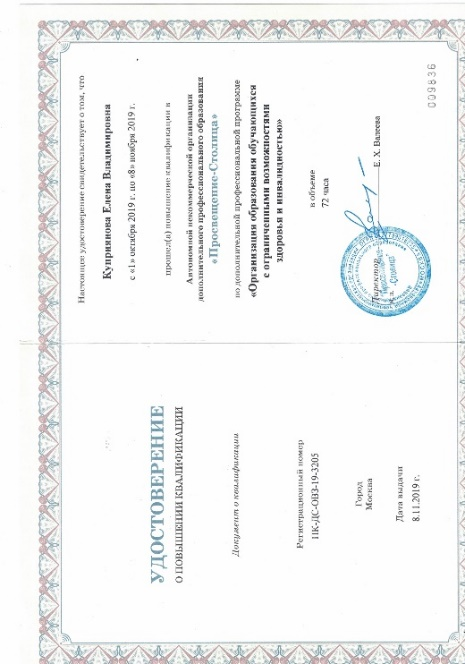 УДОСТОВЕРЕНИЕ
О ПОВЫШЕНИИ КВАЛИФИКАЦИИ
Документ о квалификации
Регистрационный номер
ПК-ДС-ОВЗ-19-3205
Город
Москва
Дата выдачи
8.11.2019 г.
Настоящее удостоверение свидетельствует о том, что
Куприянова Елена Владимировна
с «1» октября 2019 г. по «8» ноября 2019 г.
прошел(а) повышение квалификации в
Автономной некоммерческой организации
дополнительного профессионального образования
«Просвещение-Столица»
по дополнительной профессиональной программе
«Организация образования обучающихся
с ограниченными возможностями
здоровья и инвалидностью»
в объеме
72 часа
Директор
Е. Х. Валеева
009836